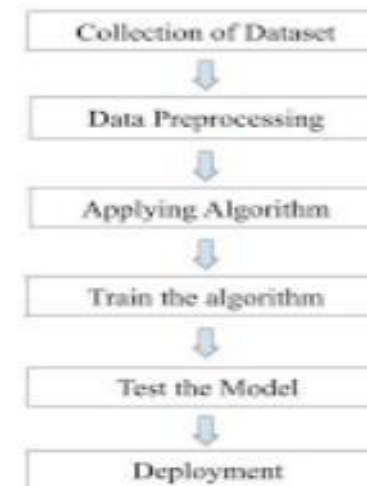 Collection of Dataset
Data Preprocessing
Applying Algorithm
Train the algorithm
Test the Model
Deployment